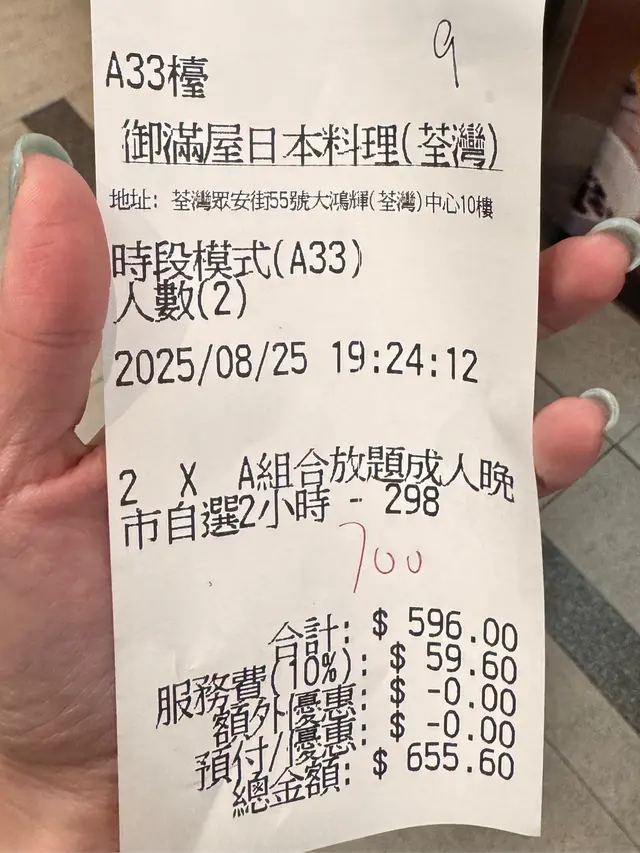 9
A33檯
御滿屋日本料理(荃灣)
地址: 荃灣眾安街55號大鴻輝(荃灣)中心10樓
時段模式(A33)
人數(2)
2025/08/25 19:24:12
2 X A組合放題成人晚
市自選2小時 - 298
700
合計: $ 596.00
服務費(10%): $ 59.60
額外優惠: $ -0.00
預付/優惠: $ -0.00
總金額: $ 655.60